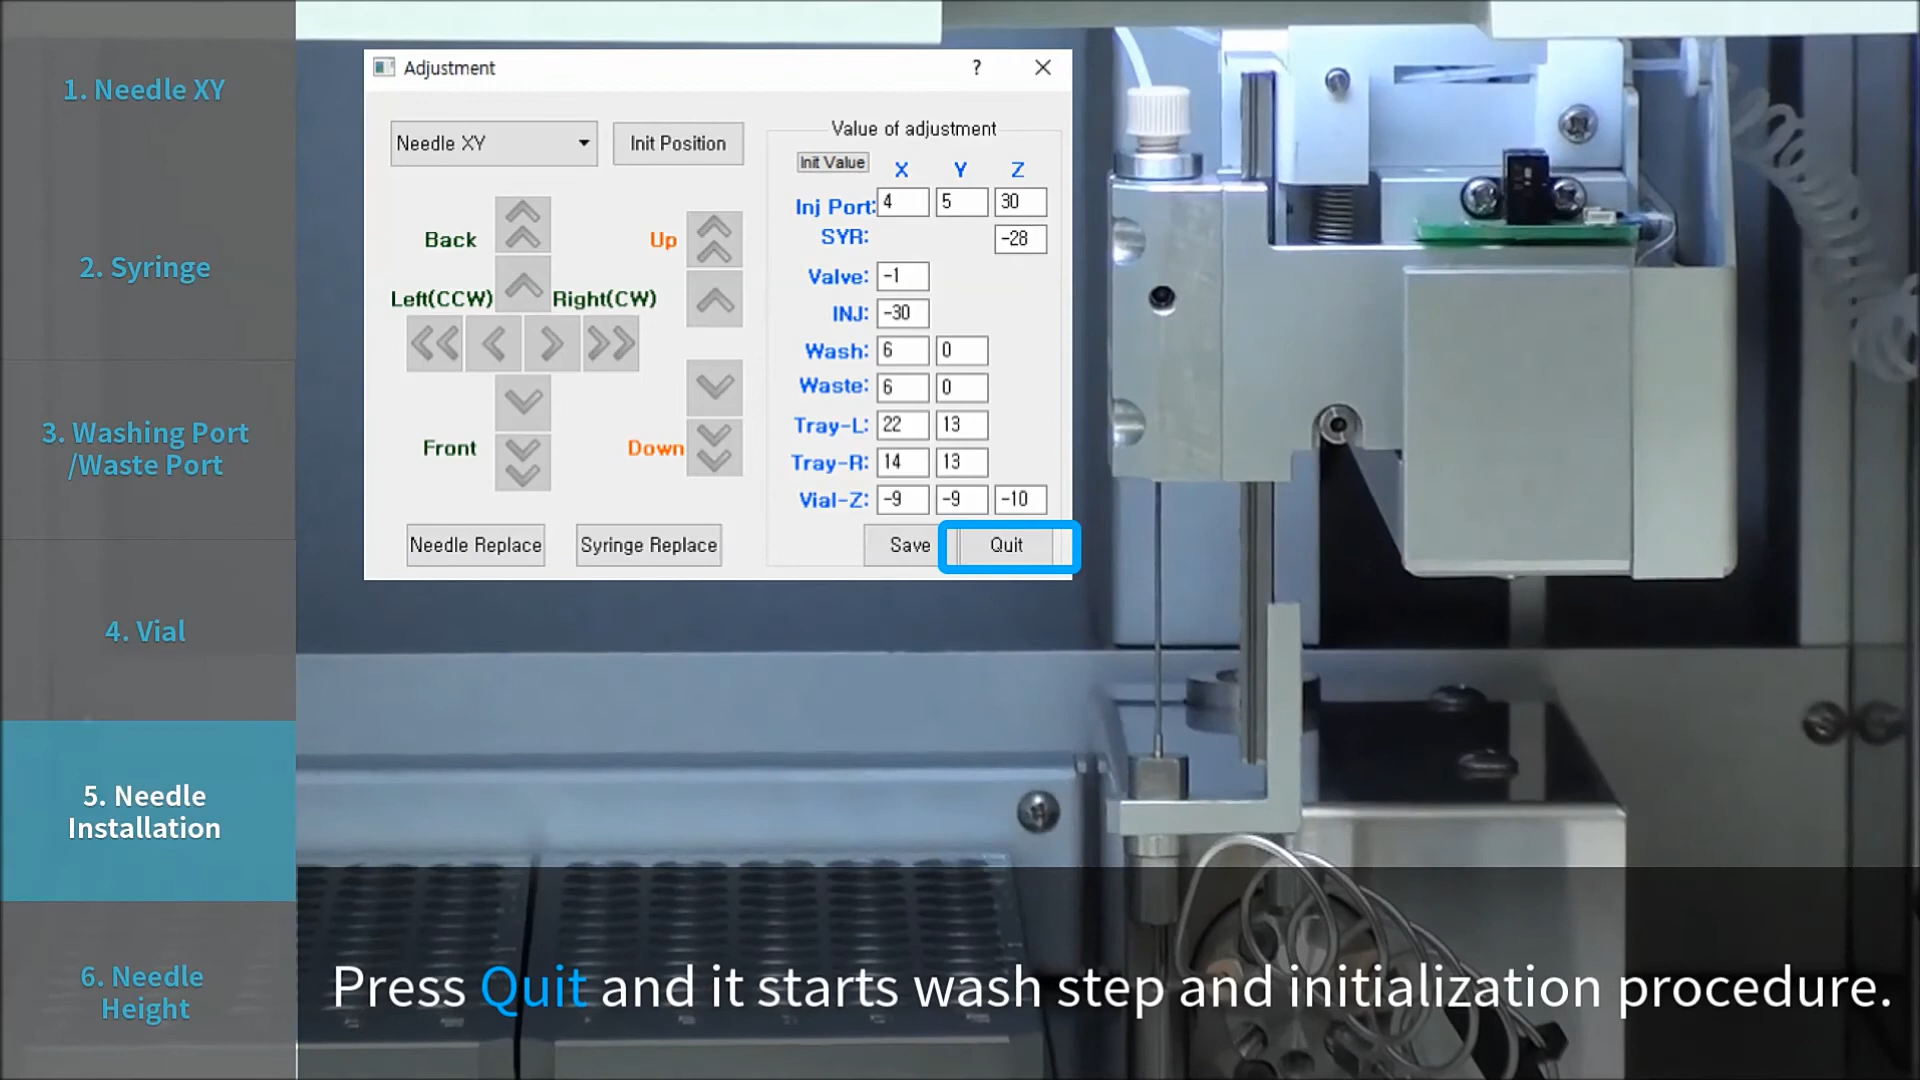 1. Needle XY
2. Syringe
3. Washing Port
/Waste Port
4. Vial
5. Needle
Installation
6. Needle
Height
Adjustment
?
Needle XY
Init Position
Back
Up
Left(CCW)
Right(CW)
Front
Down
Needle Replace
Syringe Replace
Value of adjustment
Init Value
X Y Z
Inj Port: 4 5 30
SYR: -28
Valve: -1
INJ: -30
Wash: 6 0
Waste: 6 0
Tray-L: 22 13
Tray-R: 14 13
Vial-Z: -9 -9 -10
Save
Quit
Press Quit and it starts wash step and initialization procedure.